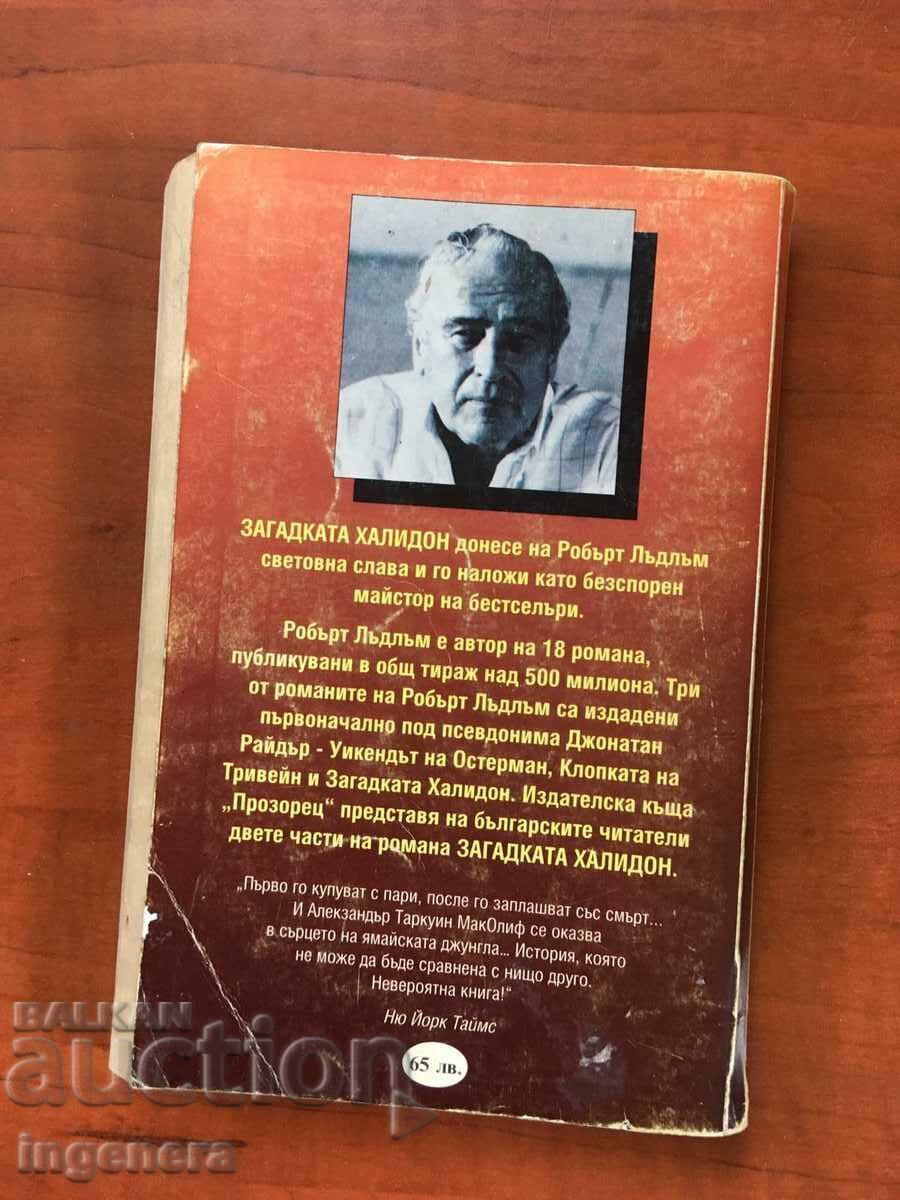 ЗАГАДКАТА ХАЛИДОН донесе на Робърт Лъдлъм
световна слава и го наложи като безспорен
майстор на бестселъри.
Робърт Лъдлъм е автор на 18 романа,
публикувани в общ тираж над 500 милиона. Три
от романите на Робърт Лъдлъм са издадени
първоначално под псевдонима Джонатан
Райдър - Уикендът на Остерман, Клопката на
Тривейн и Загадката Халидон. Издателска къща
„Прозорец“ представя на българските читатели
двете части на романа ЗАГАДКАТА ХАЛИДОН.
„Първо го купуват с пари, после го заплашват със смърт...
И Алекзандър Таркуин МакОлиф се оказва
в сърцето на ямайската джунгла... История, която
не може да бъде сравнена с нищо друго.
Невероятна книга!“
Ню Йорк Таймс
65 лв.
BALKAN
auction
ingenera